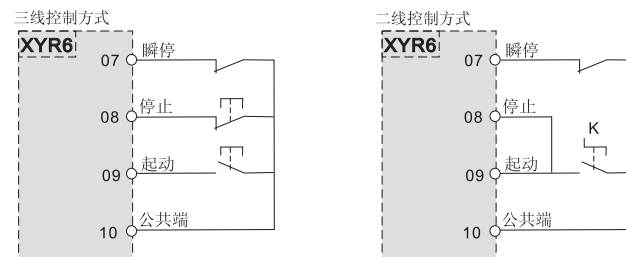 三线控制方式
XYR6
07 瞬停
08 停止
09 起动
10 公共端
二线控制方式
XYR6
07 瞬停
08 停止
K
09 起动
10 公共端